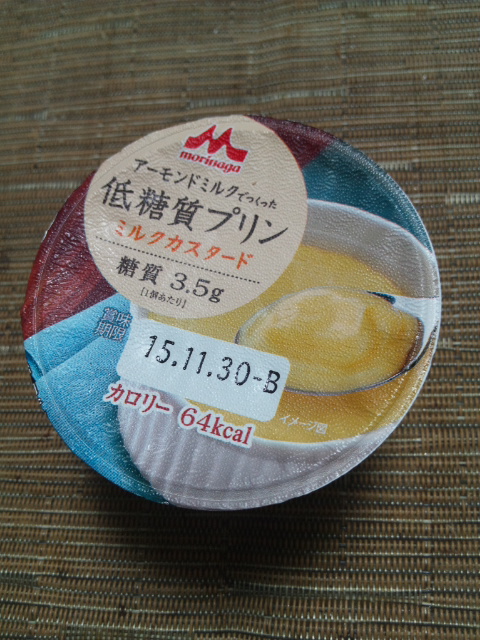 morinaga
アーモンドミルクでつくった
低糖質プリン
ミルクカスタード
糖質 3.5g
[1個あたり]
賞味
期限
15.11.30-B
カロリー 64kcal
イメージ図